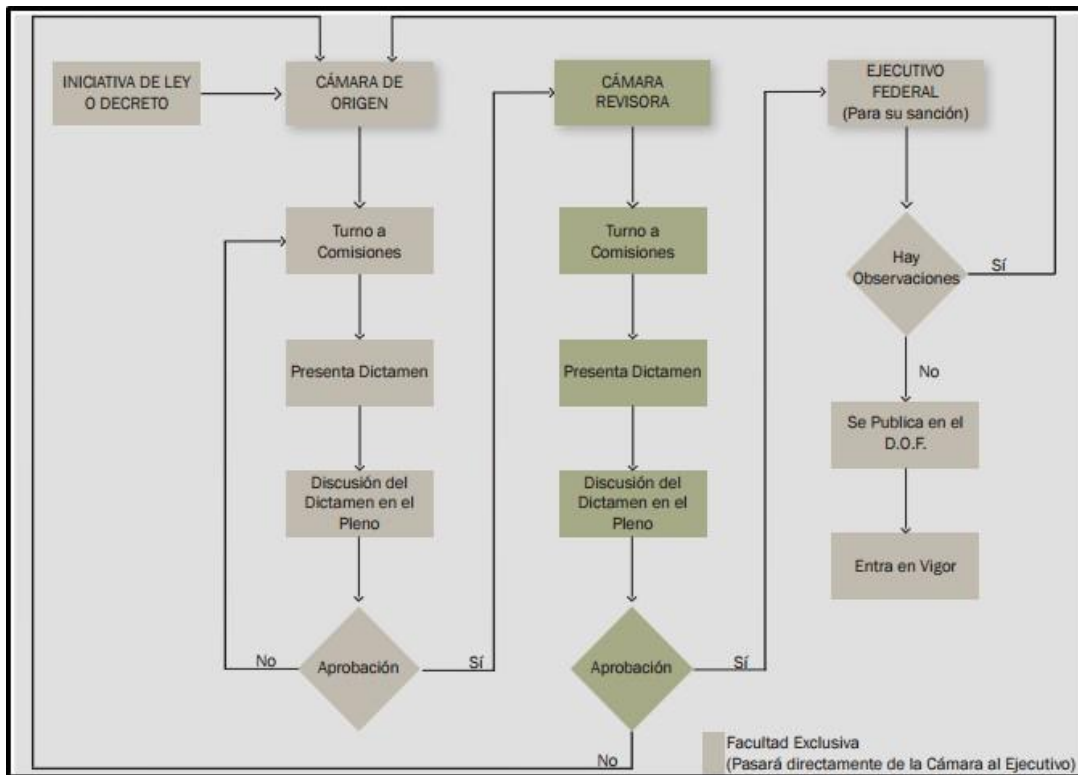 INICIATIVA DE LEY
O DECRETO
CÁMARA DE
ORIGEN
Turno a
Comisiones
Presenta Dictamen
Discusión del
Dictamen en el
Pleno
Aprobación
No
Sí
CÁMARA
REVISORA
Turno a
Comisiones
Presenta Dictamen
Discusión del
Dictamen en el
Pleno
Aprobación
Sí
No
EJECUTIVO
FEDERAL
(Para su sanción)
Hay
Observaciones
Sí
No
Se Publica en el
D.O.F.
Entra en Vigor
Facultad Exclusiva
(Pasará directamente de la Cámara al Ejecutivo)